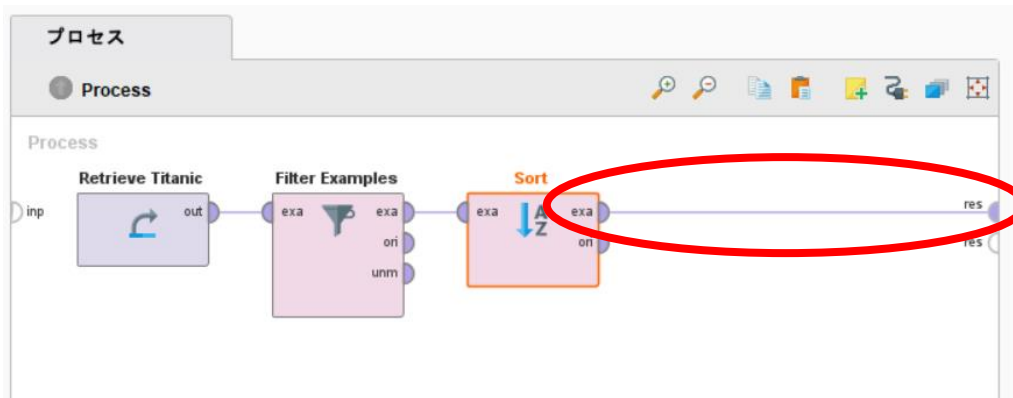 プロセス
Process
Process
Retrieve Titanic
Filter Examples
Sort
inp
out
exa
exa
exa
exa
res
ori
ori
res
unm